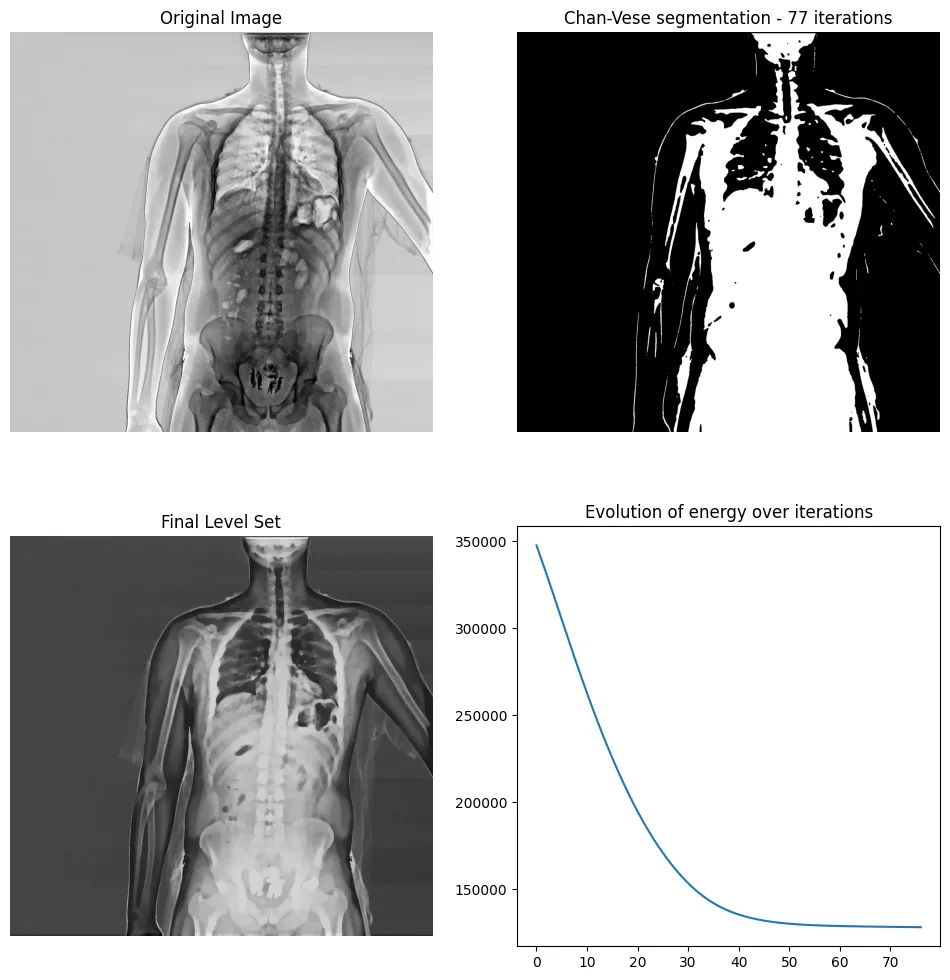 Original Image
Chan-Vese segmentation - 77 iterations
Final Level Set
Evolution of energy over iterations
350000
300000
250000
200000
150000
0 10 20 30 40 50 60 70